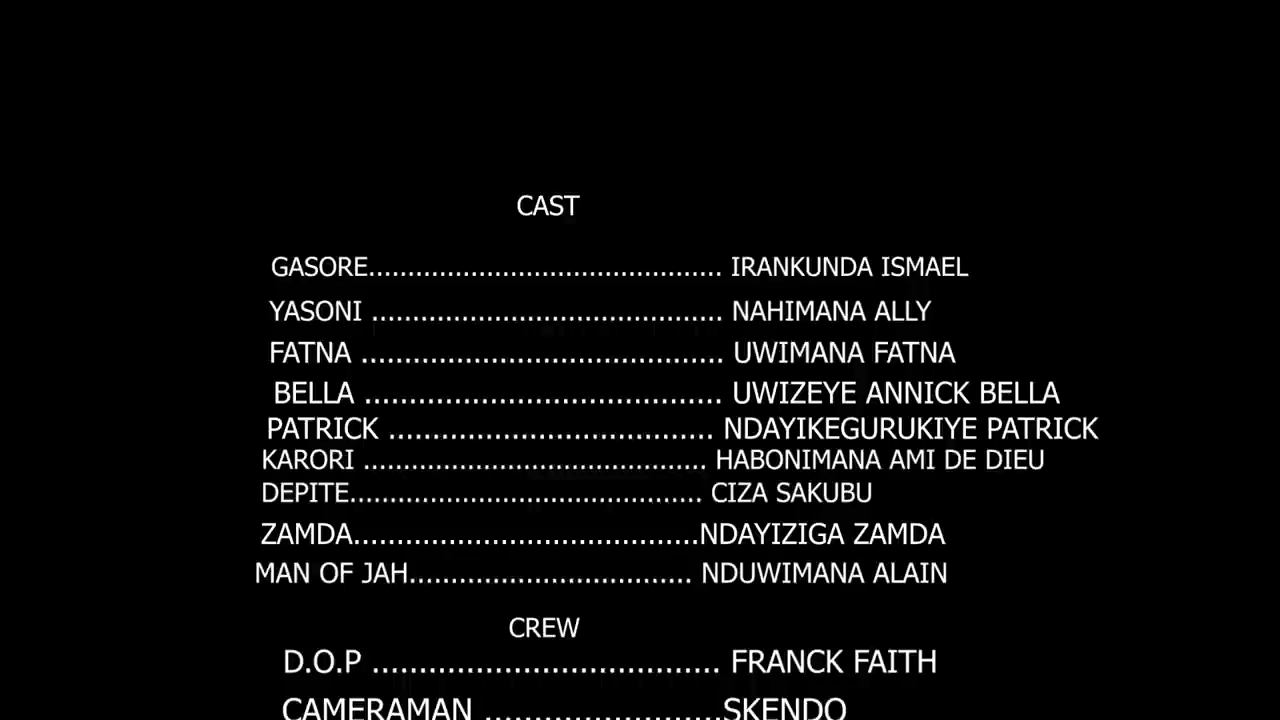 CAST
GASORE............................................. IRANKUNDA ISMAEL
YASONI ............................................ NAHIMANA ALLY
FATNA .............................................. UWIMANA FATNA
BELLA ............................................. UWIZEYE ANNICK BELLA
PATRICK ......................................... NDAYIKEGURUKIYE PATRICK
KARORI ........................................... HABONIMANA AMI DE DIEU
DEPITE............................................. CIZA SAKUBU
ZAMDA............................................NDAYIZIGA ZAMDA
MAN OF JAH................................... NDUWIMANA ALAIN
CREW
D.O.P ............................................ FRANCK FAITH
CAMERAMAN ..............................SKENDO